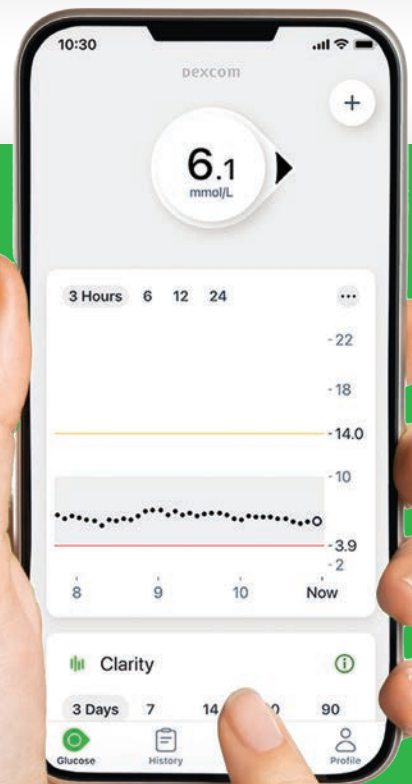 10:30
Dexcom
+
6.1
mmol/L
3 Hours 6 12 24 ...
22
18
14.0
10
3.9
2
8 9 10 Now
Clarity
3 Days 7 14 90
Glucose History Profile